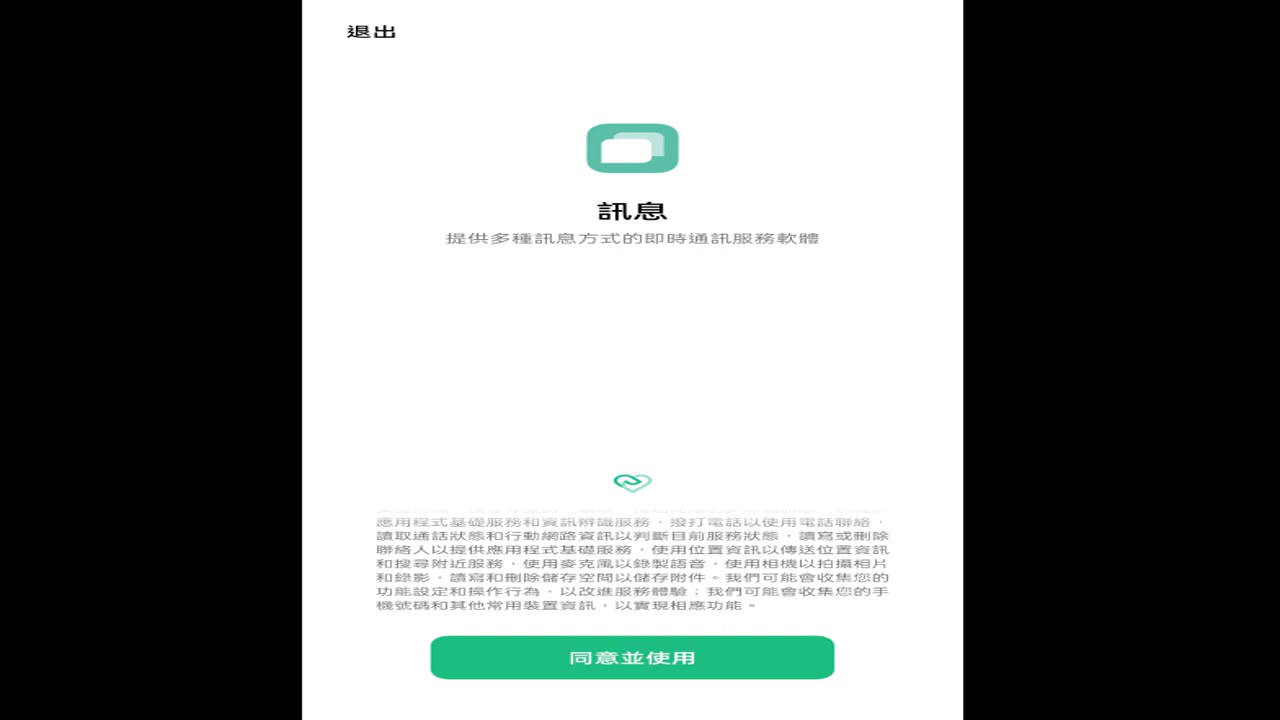 退出
訊息
提供多種訊息方式的即時通訊服務軟體
應用程式基礎服務和資訊辨識服務，撥打電話以使用電話聯絡，
讀取通話狀態和行動網路資訊以判斷目前服務狀態，讀寫或刪除
聯絡人以提供應用程式基礎服務，使用位置資訊以傳送位置資訊
和搜尋附近服務，使用麥克風以錄製語音，使用相機以拍攝相片
和錄影，讀寫和刪除儲存空間以儲存附件。我們可能會收集您的
功能設定和操作行為，以改進服務體驗；我們可能會收集您的手
機號碼和其他常用裝置資訊，以實現相應功能。
同意並使用